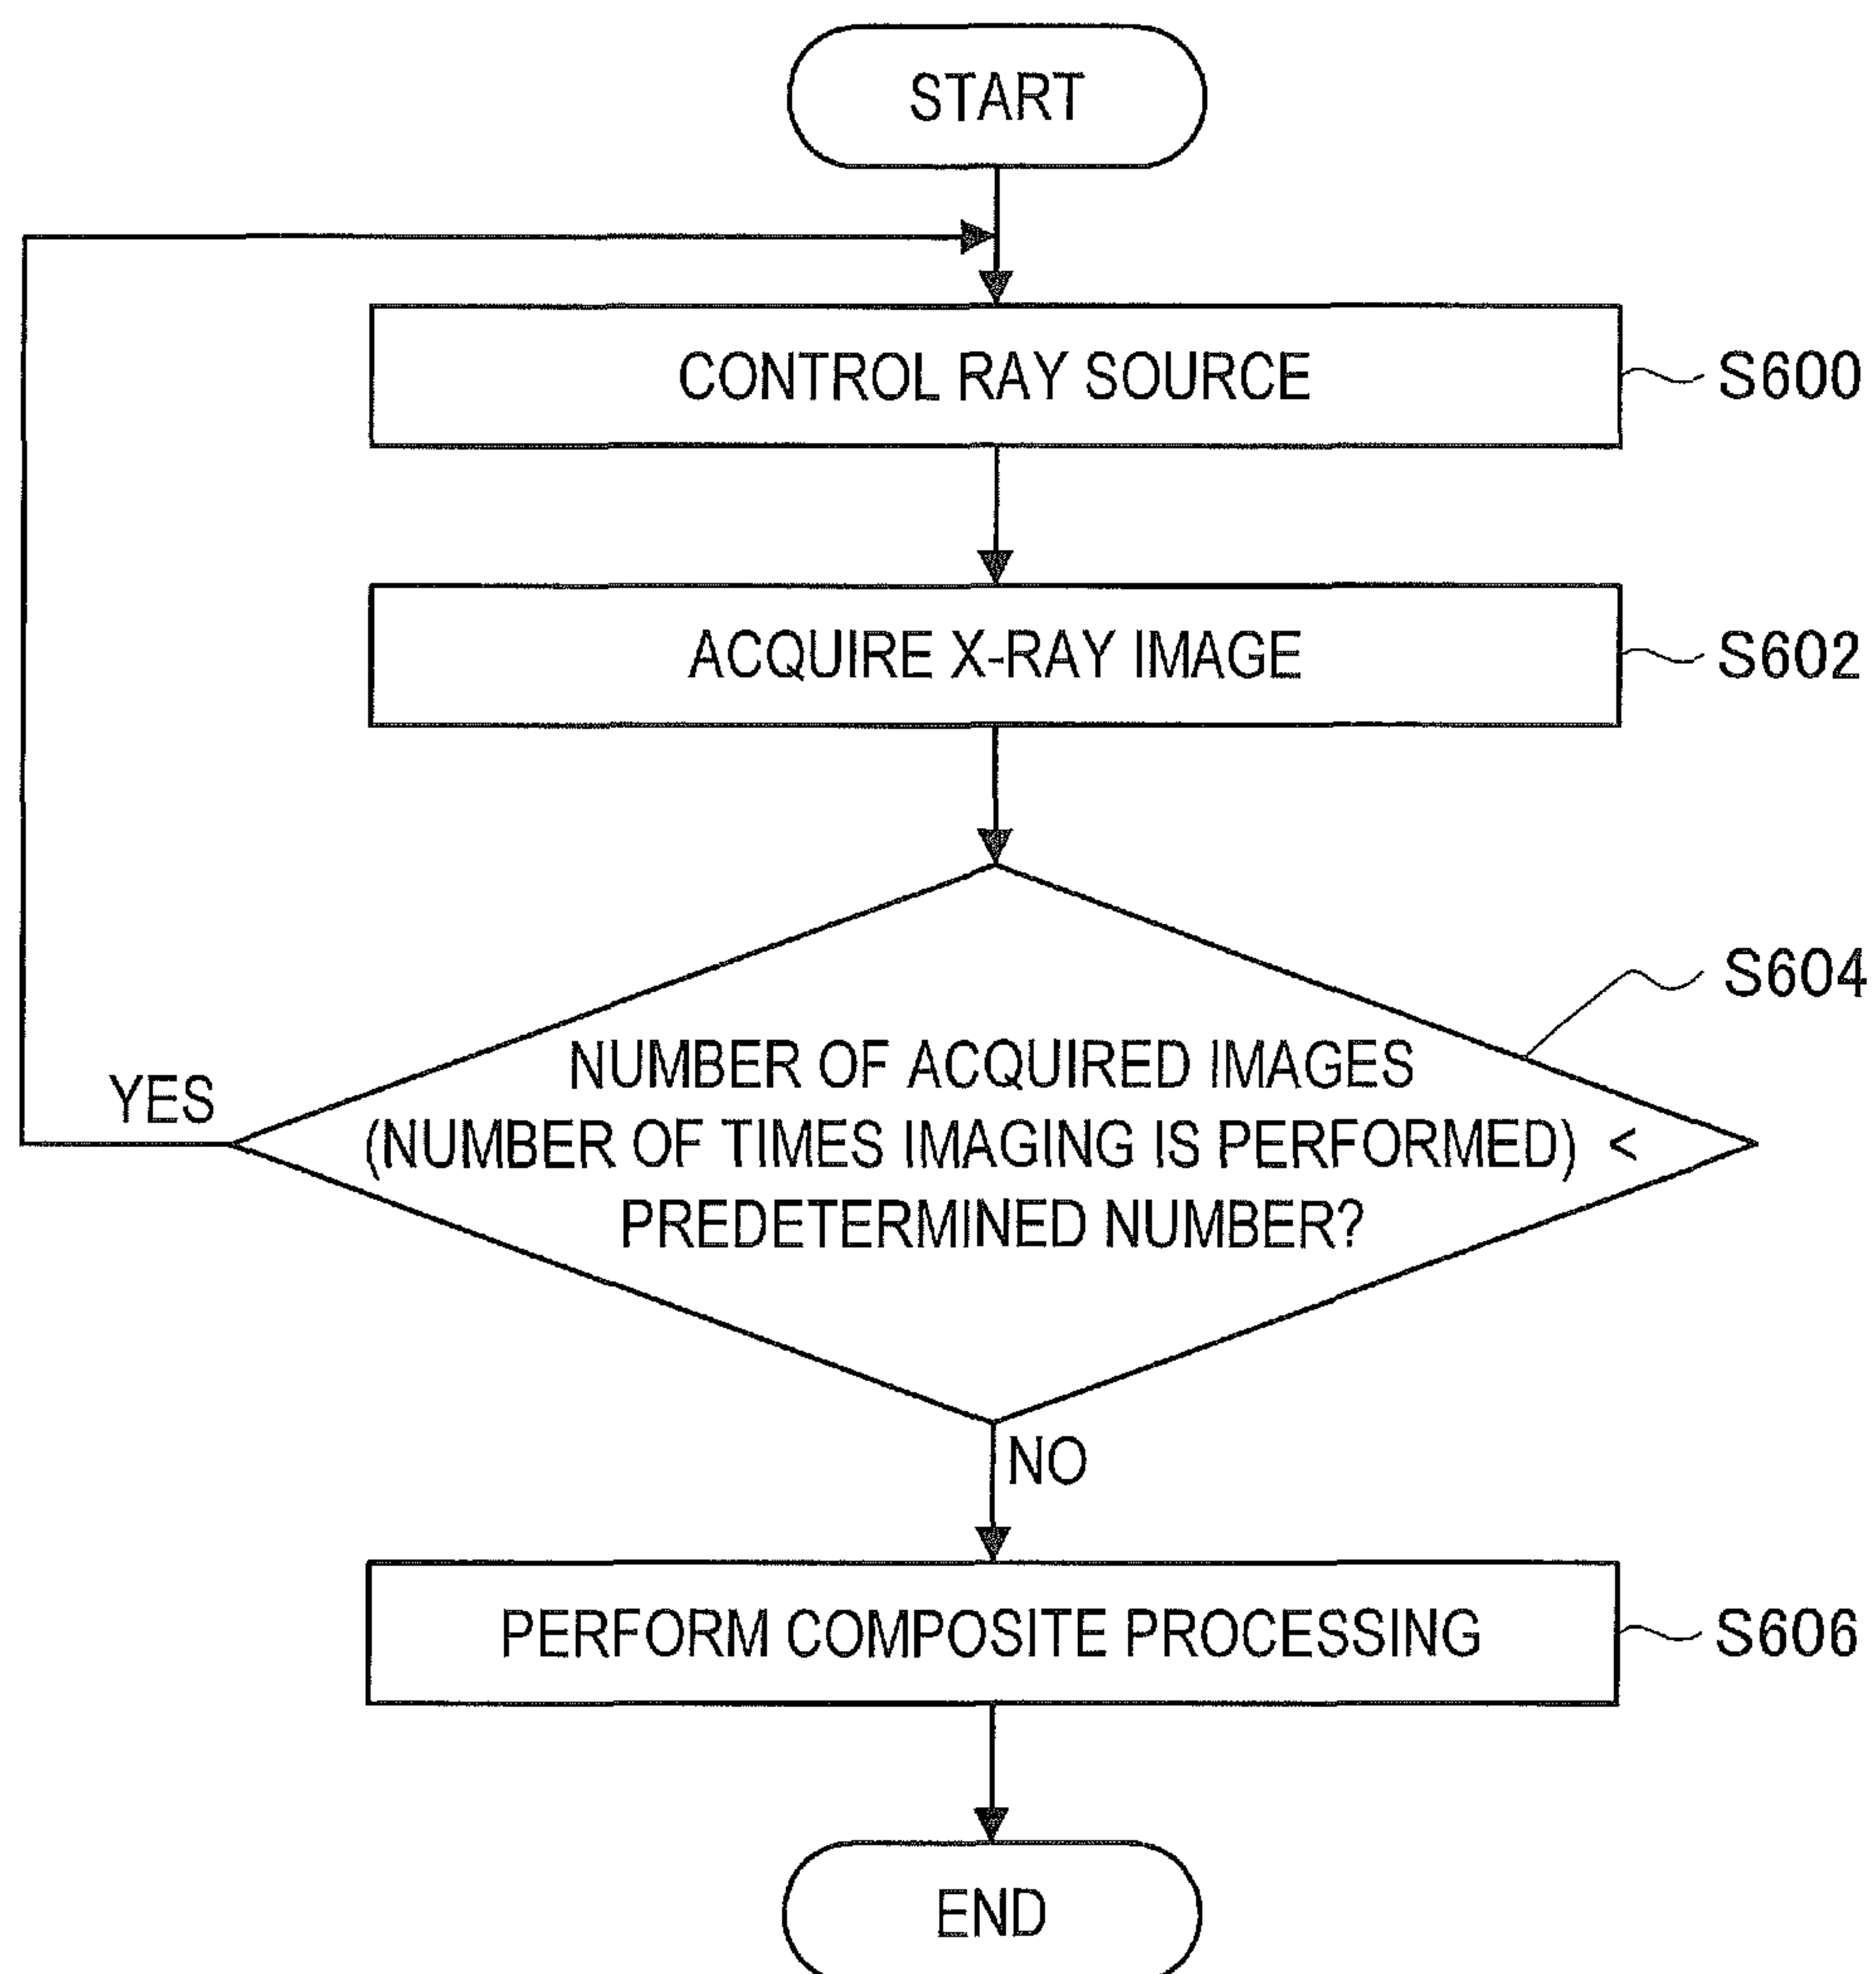 START
CONTROL RAY SOURCE
S600
ACQUIRE X-RAY IMAGE
S602
S604
NUMBER OF ACQUIRED IMAGES
(NUMBER OF TIMES IMAGING IS PERFORMED) <
PREDETERMINED NUMBER?
YES
NO
PERFORM COMPOSITE PROCESSING
S606
END